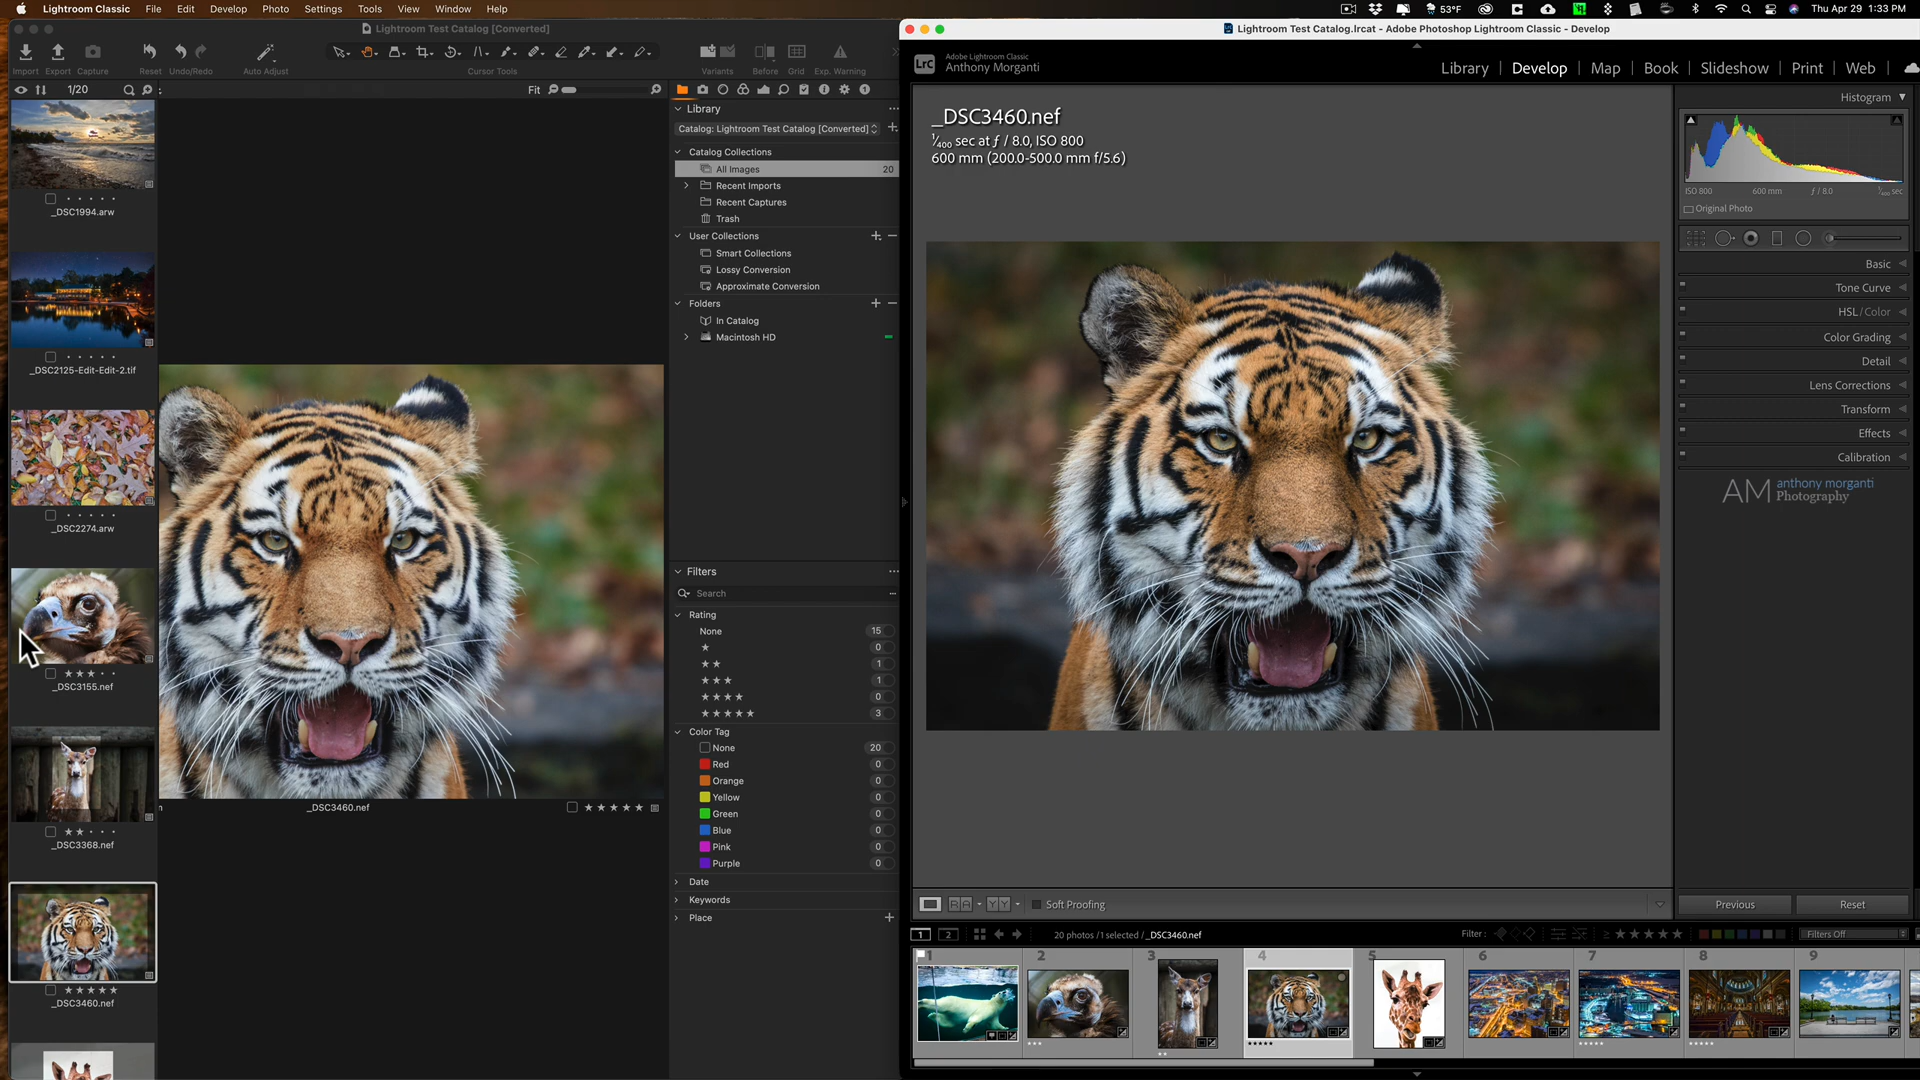 Lightroom Classic File Edit Develop Photo Settings Tools View Window Help
53°F Thu Apr 29 1:33 PM
Lightroom Test Catalog [Converted]
Import Export Capture Reset Undo/Redo Auto Adjust Cursor Tools Variants Before Grid Exp. Warning
1/20
Fit
_DSC1994.arw
_DSC2125-Edit-Edit-2.tif
_DSC2274.arw
_DSC3155.nef
_DSC3368.nef
_DSC3460.nef
_DSC3460.nef
Library
Catalog: Lightroom Test Catalog [Converted]
Catalog Collections
All Images 20
Recent Imports
Recent Captures
Trash
User Collections
Smart Collections
Lossy Conversion
Approximate Conversion
Folders
In Catalog
Macintosh HD
Filters
Search
Rating
None 15
★ 0
★★ 1
★★★ 1
★★★★ 0
★★★★★ 3
Color Tag
None 20
Red 0
Orange 0
Yellow 0
Green 0
Blue 0
Pink 0
Purple 0
Date
Keywords
Place
Lightroom Test Catalog.lrcat - Adobe Photoshop Lightroom Classic - Develop
LrC
Adobe Lightroom Classic
Anthony Morganti
Library | Develop | Map | Book | Slideshow | Print | Web
_DSC3460.nef
1/400 sec at ƒ / 8.0, ISO 800
600 mm (200.0-500.0 mm f/5.6)
Histogram
ISO 800 600 mm ƒ / 8.0 1/400 sec
Original Photo
Basic
Tone Curve
HSL / Color
Color Grading
Detail
Lens Corrections
Transform
Effects
Calibration
AM anthony morganti
Photography
Soft Proofing
Previous Reset
1 2 20 photos / 1 selected / _DSC3460.nef Filter : Filters Off
1 2 3 4 5 6 7 8 9